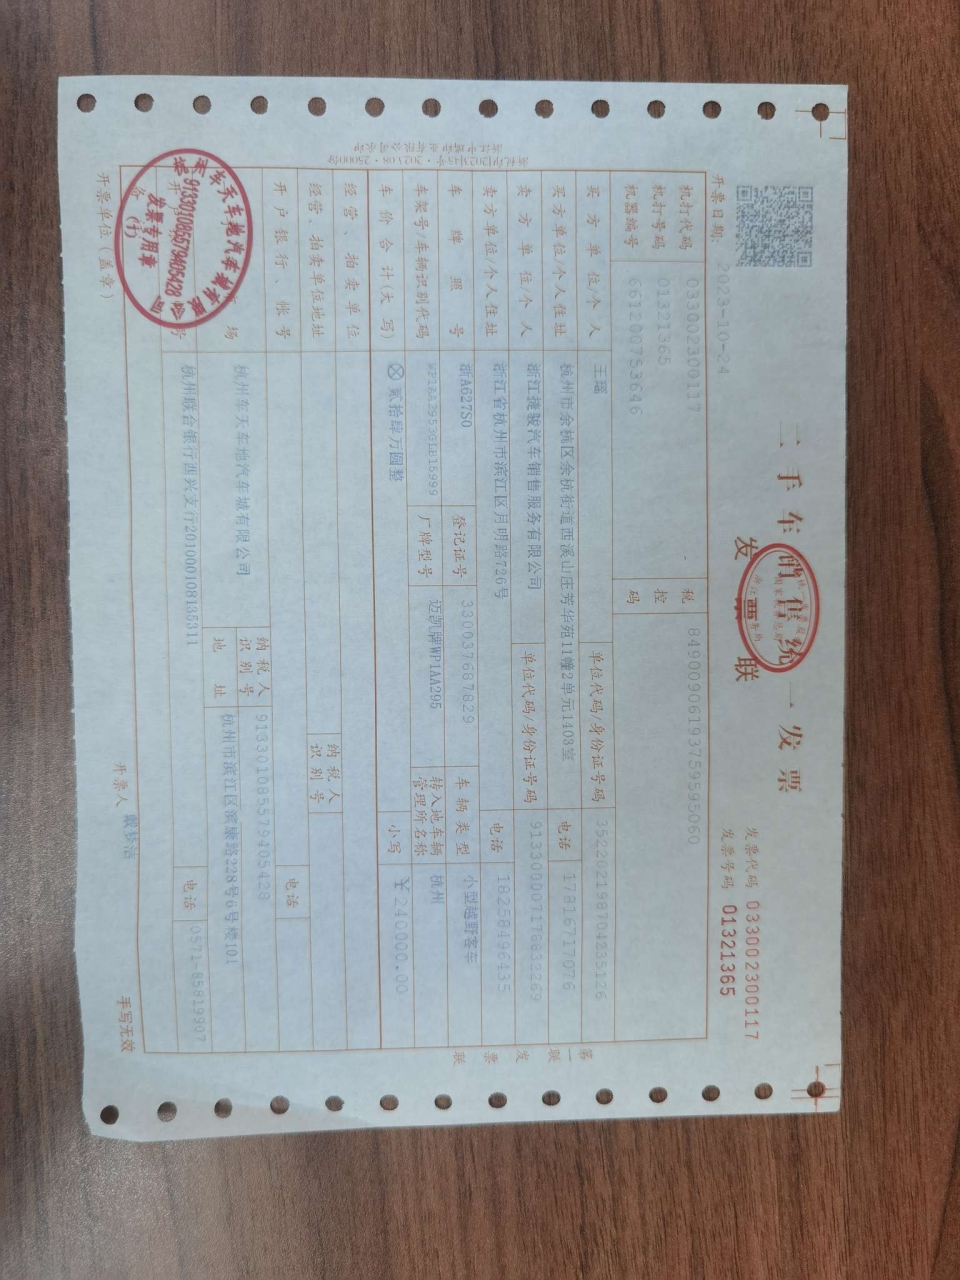 二手车销售统一发票
发票联
发票代码 033002300117
发票号码 01321365
开票日期: 2023-10-24
机打代码 033002300117
机打号码 01321365
机器编号 661200753646
税控码
买方单位/个人 王瑶 单位代码/身份证号码 352202199704235126
买方单位/个人住址 杭州市余杭区余杭街道西溪山庄芳华苑11幢2单元1403室 电话 17816717076
卖方单位/个人 浙江捷骏汽车销售服务有限公司 单位代码/身份证号码
卖方单位/个人住址 浙江省杭州市滨江区月明路726号 电话 18258496435
车牌照号 浙A627S0 登记证号 330037687829 车辆类型 小型越野客车
车架号/车辆识别代码 厂牌型号 迈凯牌WP1AA295 转入地车辆管理所名称 杭州
车价合计(大写) ⊗贰拾肆万圆整 小写 ¥240000.00
经营、拍卖单位
经营、拍卖单位地址 纳税人识别号
开户银行、帐号 电话
杭州车天车地汽车城有限公司 纳税人识别号 913301085579405428
地址 杭州市滨江区滨康路228号6号楼101
杭州联合银行西兴支行201000108135311 电话 0571-85819907
开票单位(盖章) 开票人 手写无效
第一联 发票联
913301085579405428
发票专用章